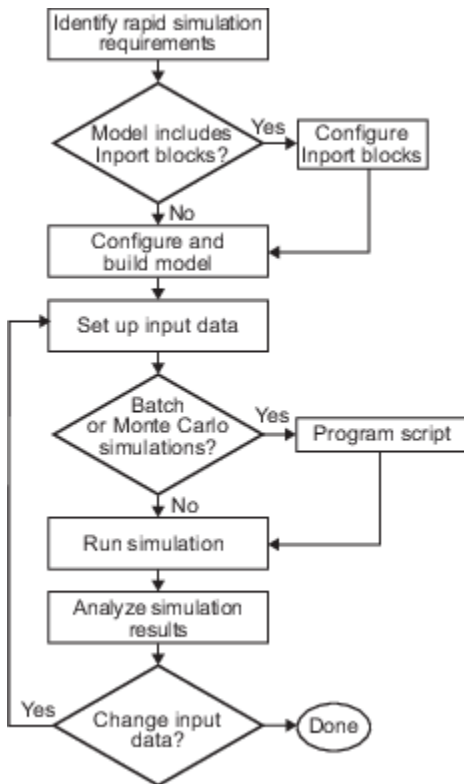 Identify rapid simulation
requirements
Model includes
Inport blocks?
Yes
Configure
Inport blocks
No
Configure and
build model
Set up input data
Batch
or Monte Carlo
simulations?
Yes
Program script
No
Run simulation
Analyze simulation
results
Change input
data?
Yes
Done